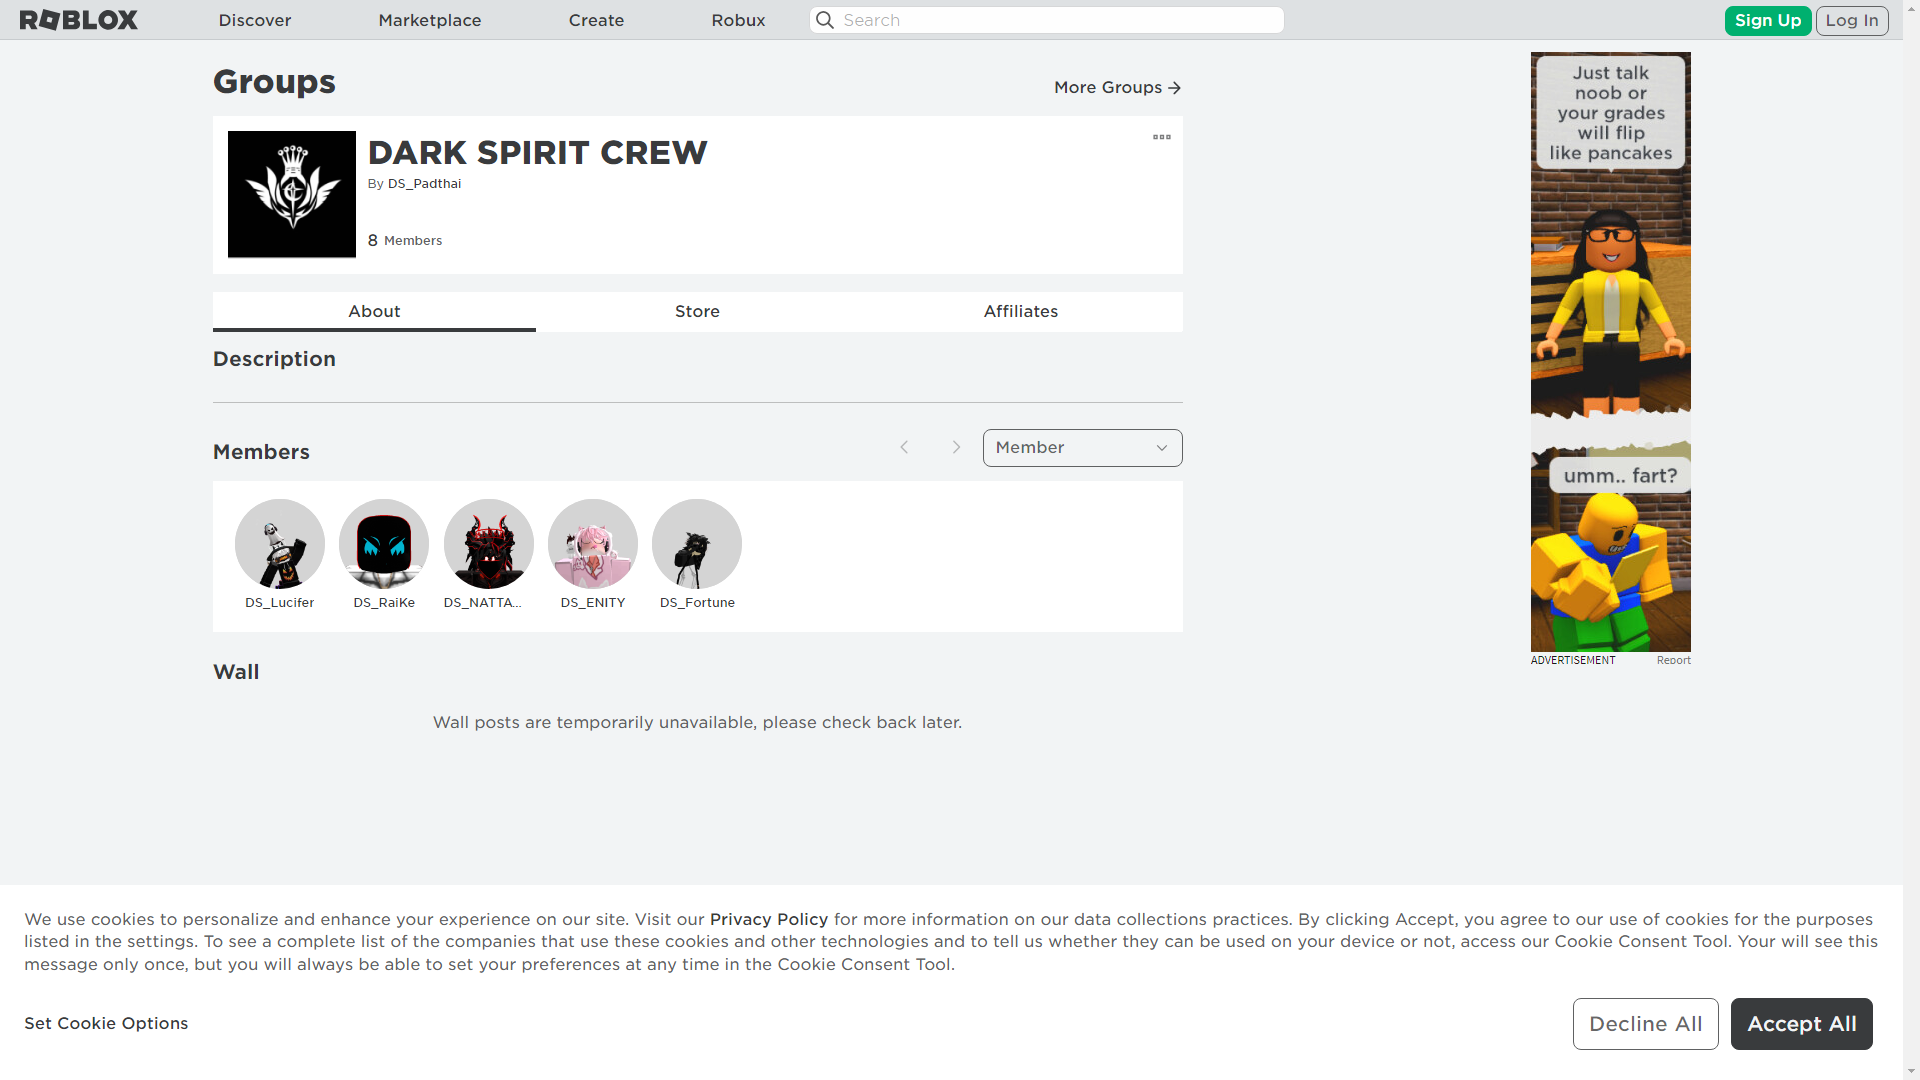 ROBLOX
Discover
Marketplace
Create
Robux
Search
Sign Up
Log In
Groups
More Groups
DARK SPIRIT CREW
By DS_Padthai
8 Members
About
Store
Affiliates
Description
Members
Member
DS_Lucifer
DS_RaiKe
DS_NATTA...
DS_ENITY
DS_Fortune
Wall
Wall posts are temporarily unavailable, please check back later.
Just talk
noob or
your grades
will flip
like pancakes
umm.. fart?
ADVERTISEMENT
Report
We use cookies to personalize and enhance your experience on our site. Visit our Privacy Policy for more information on our data collections practices. By clicking Accept, you agree to our use of cookies for the purposes
listed in the settings. To see a complete list of the companies that use these cookies and other technologies and to tell us whether they can be used on your device or not, access our Cookie Consent Tool. Your will see this
message only once, but you will always be able to set your preferences at any time in the Cookie Consent Tool.
Set Cookie Options
Decline All
Accept All